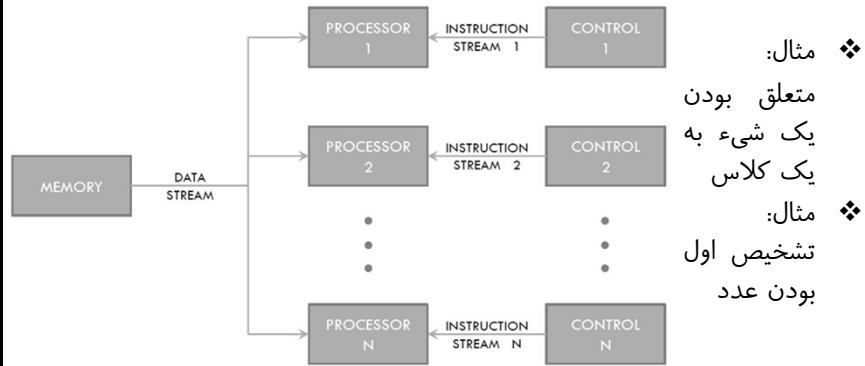 PROCESSOR
1
INSTRUCTION
STREAM 1
CONTROL
1
PROCESSOR
2
INSTRUCTION
STREAM 2
CONTROL
2
MEMORY
DATA
STREAM
PROCESSOR
N
INSTRUCTION
STREAM N
CONTROL
N
❖ مثال:
متعلق بودن
یک شیء به
یک کلاس
❖ مثال:
تشخیص اول
بودن عدد